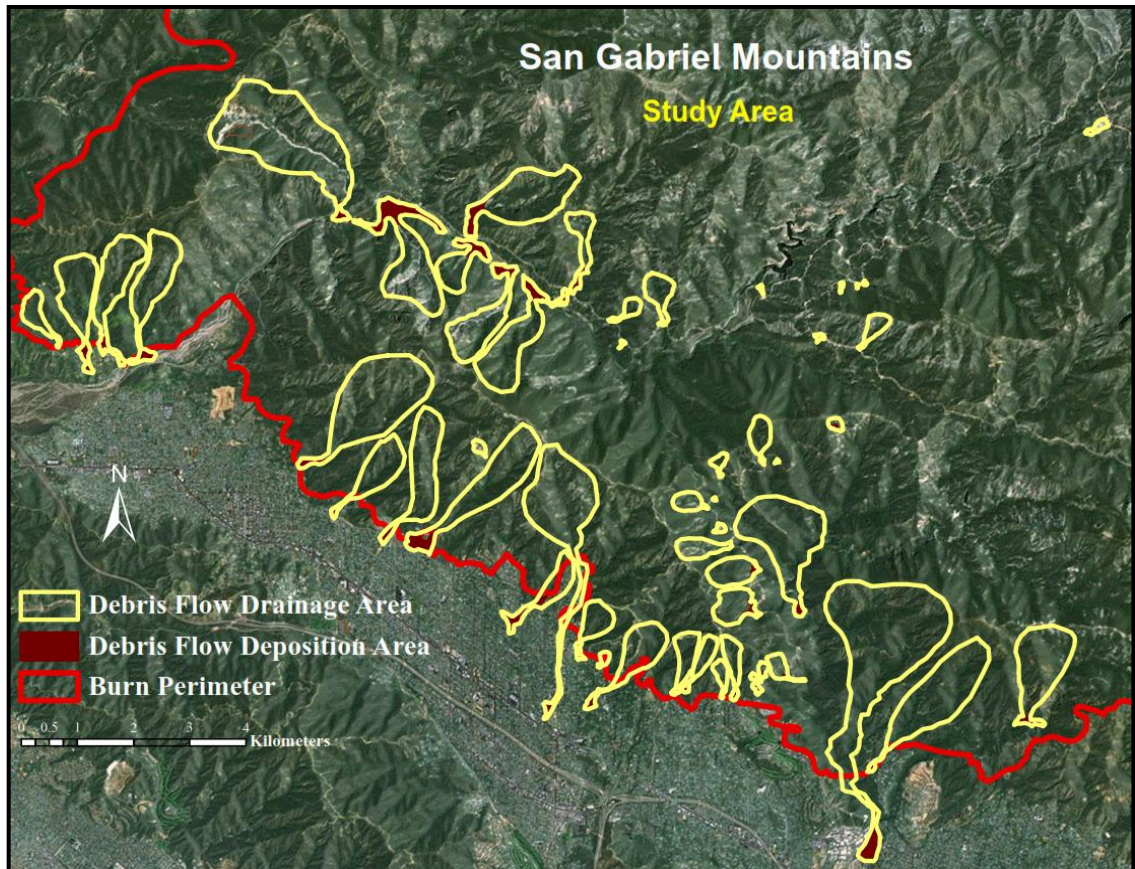 San Gabriel Mountains
Study Area
N
Debris Flow Drainage Area
Debris Flow Deposition Area
Burn Perimeter
0 0.5 1 2 3 4
Kilometers